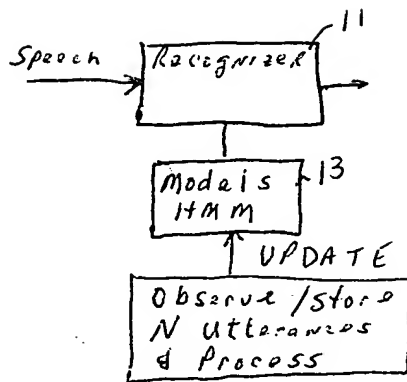 11
Speech
Recognizer
13
Models
HMM
UPDATE
Observe/Store
N Utterances
& Process